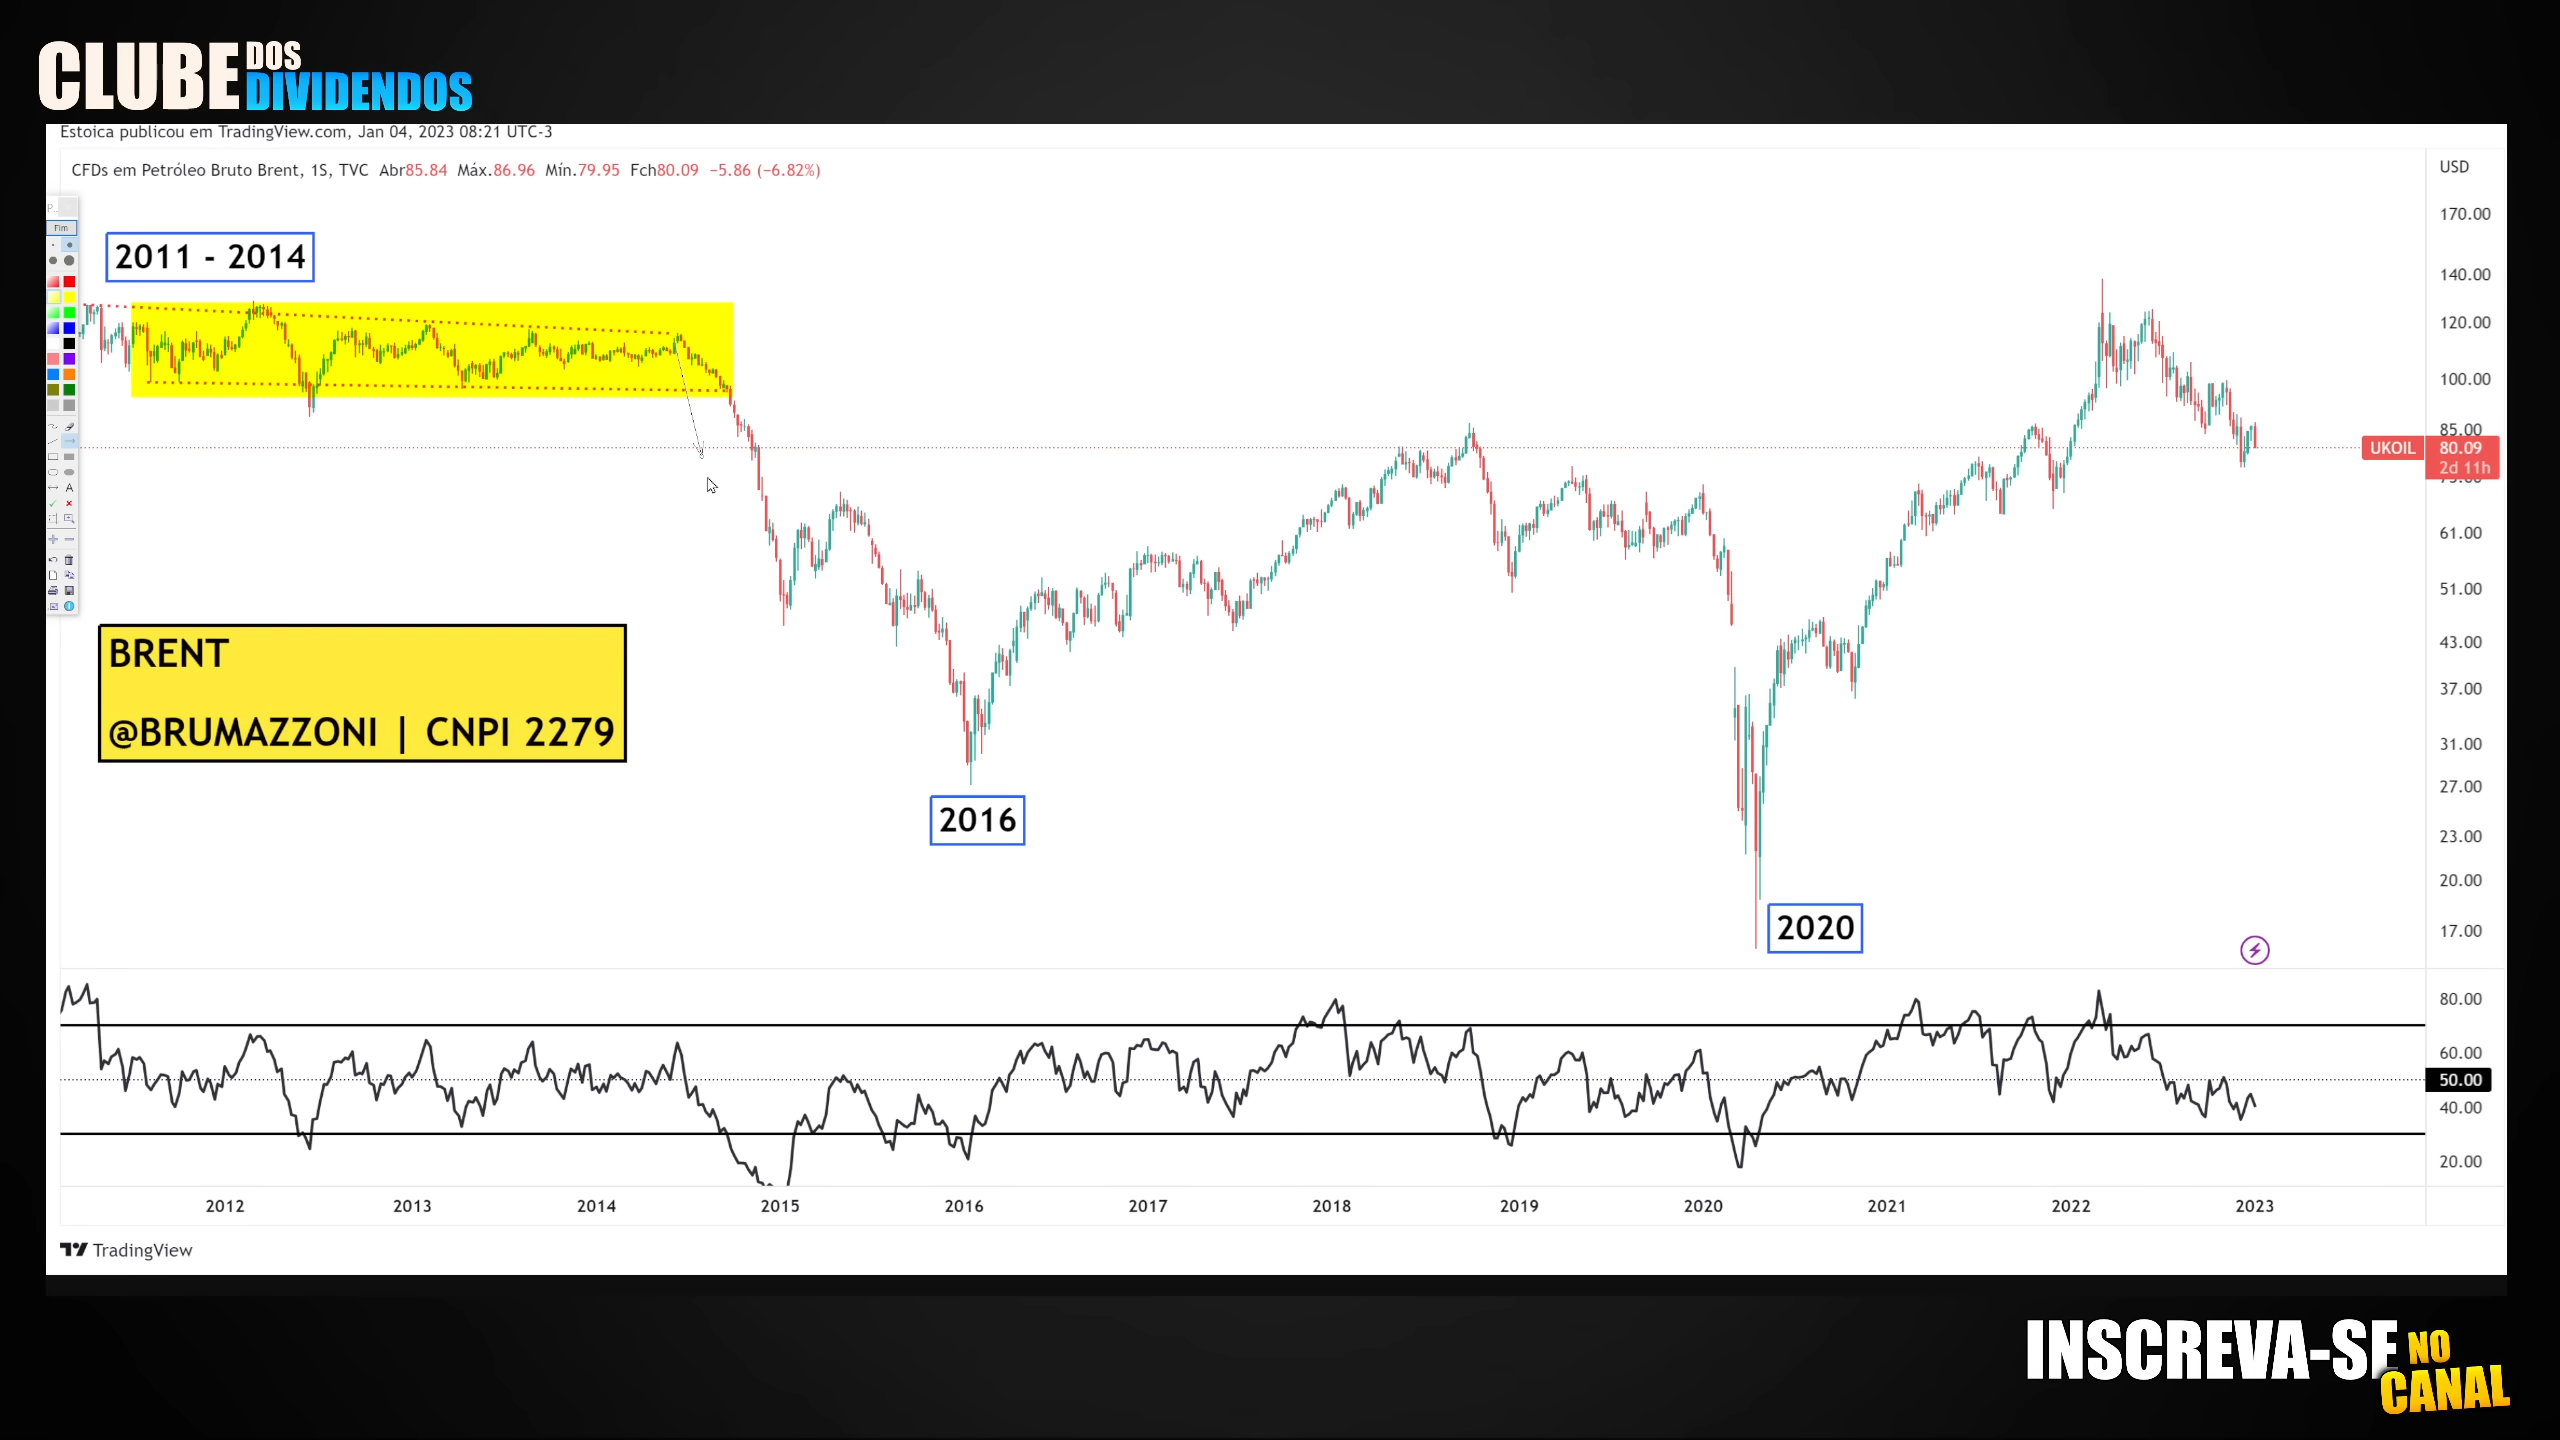 CLUBE DOS DIVIDENDOS
Estoica publicou em TradingView.com, Jan 04, 2023 08:21 UTC-3
CFDs em Petróleo Bruto Brent, 1S, TVC Abr85.84 Máx.86.96 Mín.79.95 Fch80.09 −5.86 (−6.82%)
USD
170.00
Fim
2011 - 2014
140.00
120.00
100.00
85.00
UKOIL 80.09
2d 11h
61.00
51.00
BRENT
@BRUMAZZONI | CNPI 2279
43.00
37.00
31.00
27.00
2016
23.00
20.00
2020
17.00
80.00
60.00
50.00
40.00
20.00
2012 2013 2014 2015 2016 2017 2018 2019 2020 2021 2022 2023
TradingView
INSCREVA-SE NO
CANAL